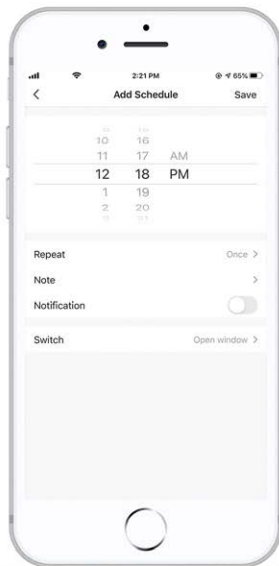 2:21 PM 65%
Add Schedule Save
10 16
11 17 AM
12 18 PM
1 19
2 20
21
Repeat Once
Note
Notification
Switch Open window